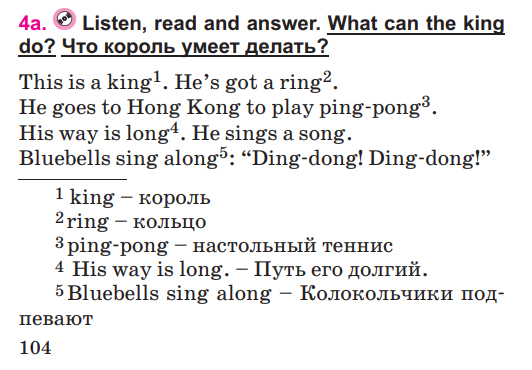 4a. Listen, read and answer. What can the king
do? Что король умеет делать?
This is a king¹. He’s got a ring².
He goes to Hong Kong to play ping-pong³.
His way is long⁴. He sings a song.
Bluebells sing along⁵: “Ding-dong! Ding-dong!”
1 king – король
2 ring – кольцо
3 ping-pong – настольный теннис
4 His way is long. – Путь его долгий.
5 Bluebells sing along – Колокольчики под-
певают
104